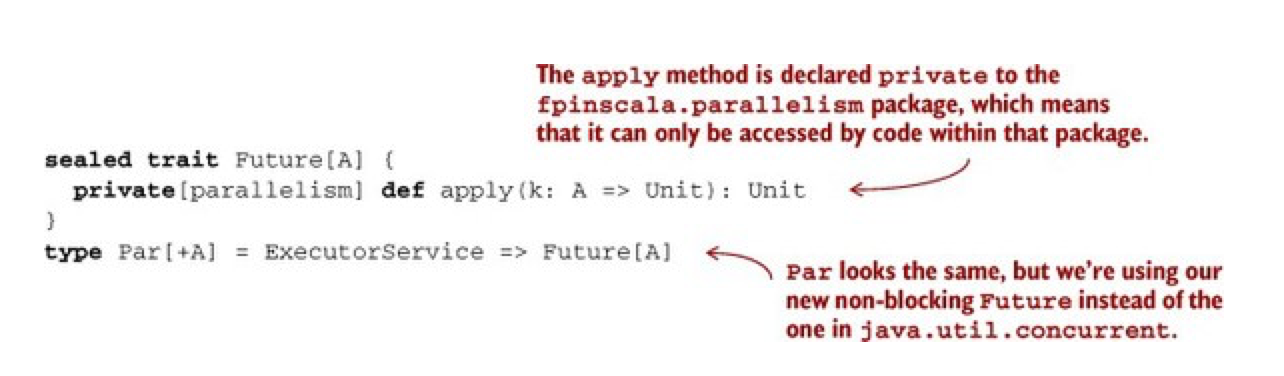 The apply method is declared private to the
fpinscala.parallelism package, which means
that it can only be accessed by code within that package.
sealed trait Future[A] {
  private[parallelism] def apply(k: A => Unit): Unit
}
type Par[+A] = ExecutorService => Future[A]
Par looks the same, but we're using our
new non-blocking Future instead of the
one in java.util.concurrent.